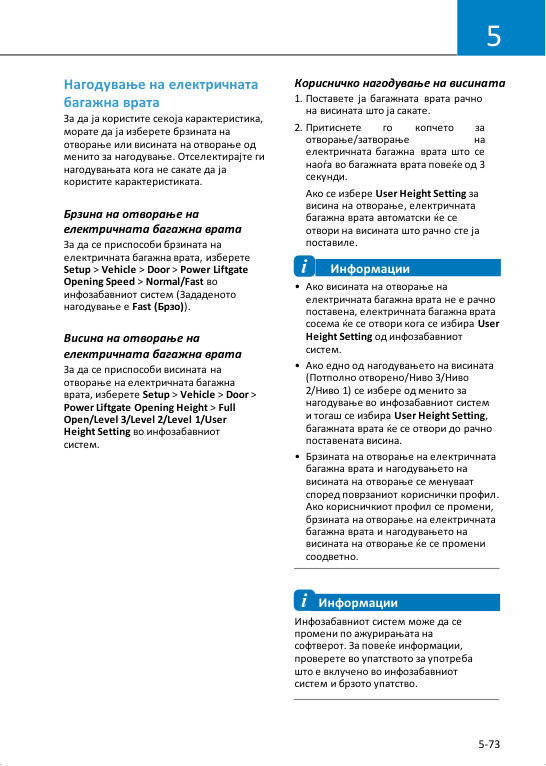 5
Нагодување на електричната
багажна врата
За да ја користите секоја карактеристика,
морате да ја изберете брзината на
отворање или висината на отворање од
менито за нагодување. Отселектирајте ги
нагодувањата кога не сакате да ја
користите карактеристиката.
Брзина на отворање на
електричната багажна врата
За да се приспособи брзината на
електричната багажна врата, изберете
Setup > Vehicle > Door > Power Liftgate
Opening Speed > Normal/Fast во
инфозабавниот систем (Зададеното
нагодување е Fast (Брзо)).
Висина на отворање на
електричната багажна врата
За да се приспособи висината на
отворање на електричната багажна
врата, изберете Setup > Vehicle > Door >
Power Liftgate Opening Height > Full
Open/Level 3/Level 2/Level 1/User
Height Setting во инфозабавниот
систем.
Корисничко нагодување на висината
1. Поставете ја багажната врата рачно
на висината што ја сакате.
2. Притиснете го копчето за
отворање/затворање на
електричната багажна врата што се
наоѓа во багажната врата повеќе од 3
секунди.
Ако се избере User Height Setting за
висина на отворање, електричната
багажна врата автоматски ќе се
отвори на висината што рачно сте ја
поставиле.
i Информации
• Ако висината на отворање на
електричната багажна врата не е рачно
поставена, електричната багажна врата
сосема ќе се отвори кога се избира User
Height Setting од инфозабавниот
систем.
• Ако едно од нагодувањето на висината
(Потполно отворено/Ниво 3/Ниво
2/Ниво 1) се избере од менито за
нагодување во инфозабавниот систем
и тогаш се избира User Height Setting,
багажната врата ќе се отвори до рачно
поставената висина.
• Брзината на отворање на електричната
багажна врата и нагодувањето на
висината на отворање се менуваат
според поврзаниот кориснички профил.
Ако корисничкиот профил се промени,
брзината на отворање на електричната
багажна врата и нагодувањето на
висината на отворање ќе се промени
соодветно.
i Информации
Инфозабавниот систем може да се
промени по ажурирањата на
софтверот. За повеќе информации,
проверете во упатството за употреба
што е вклучено во инфозабавниот
систем и брзото упатство.
5-73